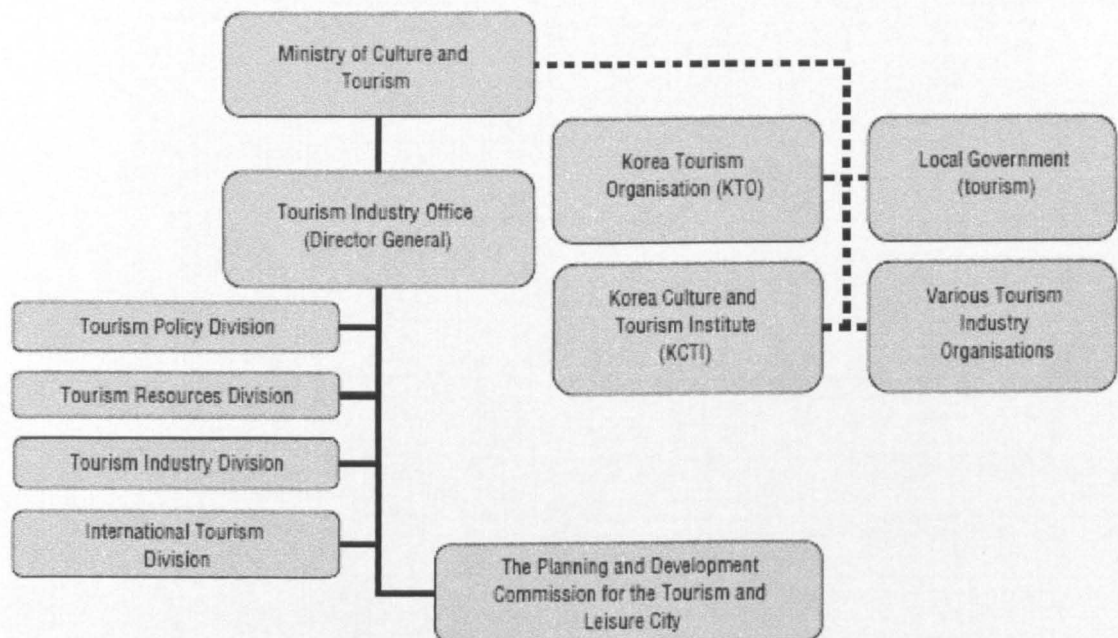 Ministry of Culture and
Tourism
Korea Tourism
Organisation (KTO)
Local Government
(tourism)
Tourism Industry Office
(Director General)
Korea Culture and
Tourism Institute
(KCTI)
Various Tourism
Industry
Organisations
Tourism Policy Division
Tourism Resources Division
Tourism Industry Division
International Tourism
Division
The Planning and Development
Commission for the Tourism and
Leisure City